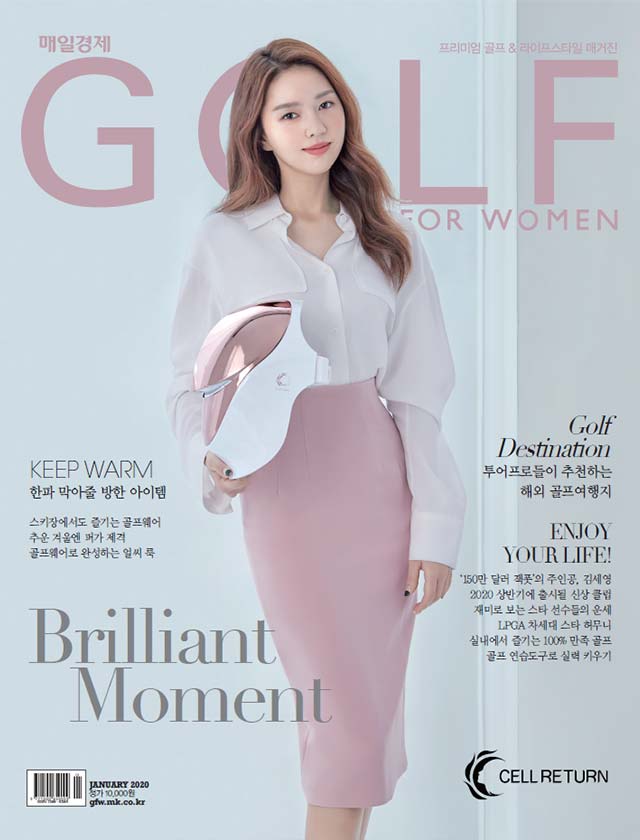 매일경제
프리미엄 골프 & 라이프스타일 매거진
GOLF
FOR WOMEN
KEEP WARM
한파 막아줄 방한 아이템
스키장에서도 즐기는 골프웨어
추운 겨울엔 퍼가 제격
골프웨어로 완성하는 얼씨 룩
Golf
Destination
투어프로들이 추천하는
해외 골프여행지
ENJOY
YOUR LIFE!
‘150만 달러 잭폿’의 주인공, 김세영
2020 상반기에 출시될 신상 클럽
재미로 보는 스타 선수들의 운세
LPGA 차세대 스타 허무니
실내에서 즐기는 100% 만족 골프
골프 연습도구로 실력 키우기
Brilliant
Moment
JANUARY 2020
정가 10,000원
gfw.mk.co.kr
CELLRETURN